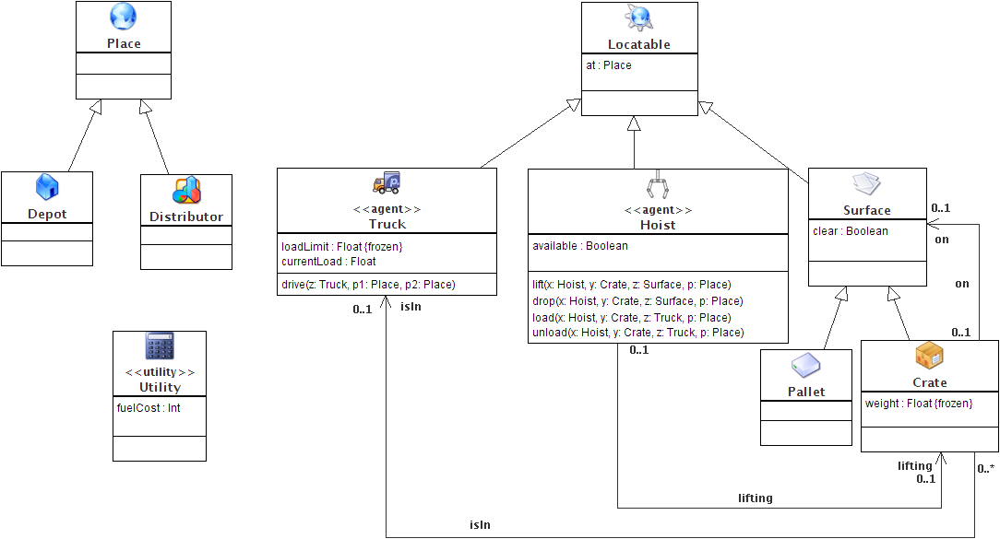 Place
Locatable
at : Place
Depot
Distributor
<<agent>>
Truck
loadLimit : Float {frozen}
currentLoad : Float
drive(z: Truck, p1: Place, p2: Place)
<<agent>>
Hoist
available : Boolean
lift(x: Hoist, y: Crate, z: Surface, p: Place)
drop(x: Hoist, y: Crate, z: Surface, p: Place)
load(x: Hoist, y: Crate, z: Truck, p: Place)
unload(x: Hoist, y: Crate, z: Truck, p: Place)
Surface
clear : Boolean
0..1
on
on
0..1
0..1
isIn
<<utility>>
Utility
fuelCost : Int
0..1
Pallet
Crate
weight : Float {frozen}
lifting
0..1
0..*
lifting
isIn